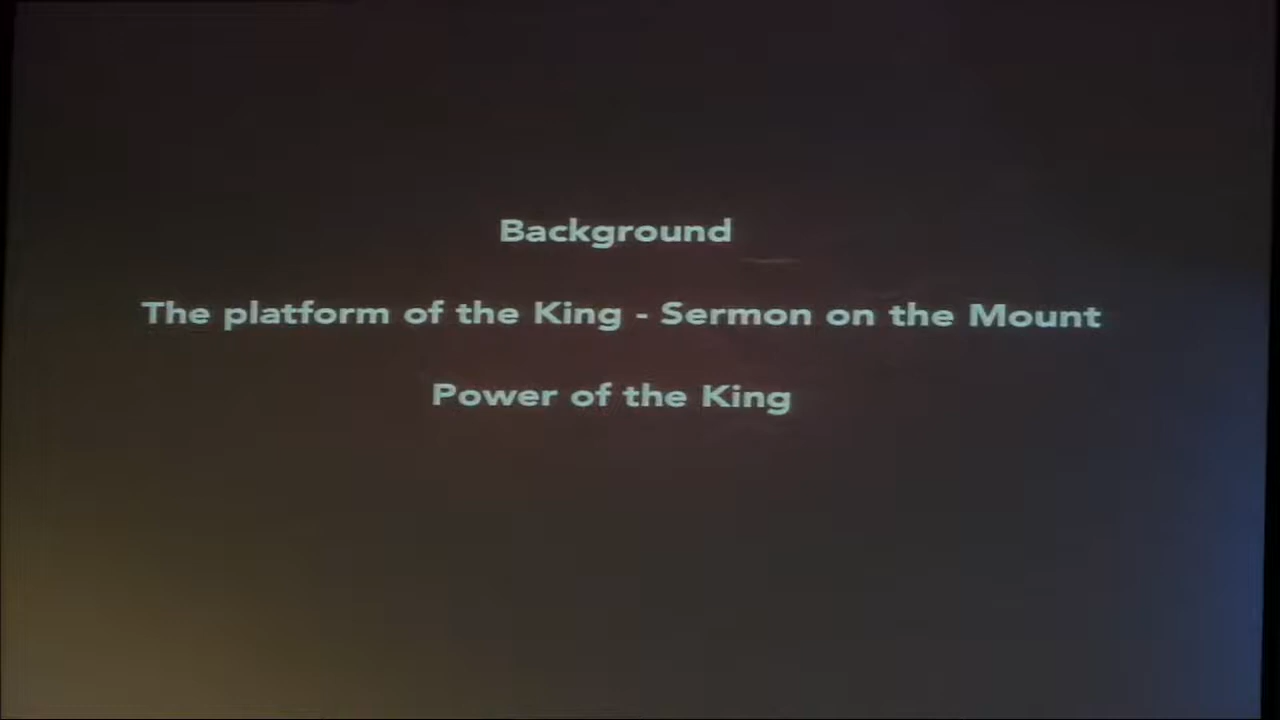 Background
The platform of the King - Sermon on the Mount
Power of the King